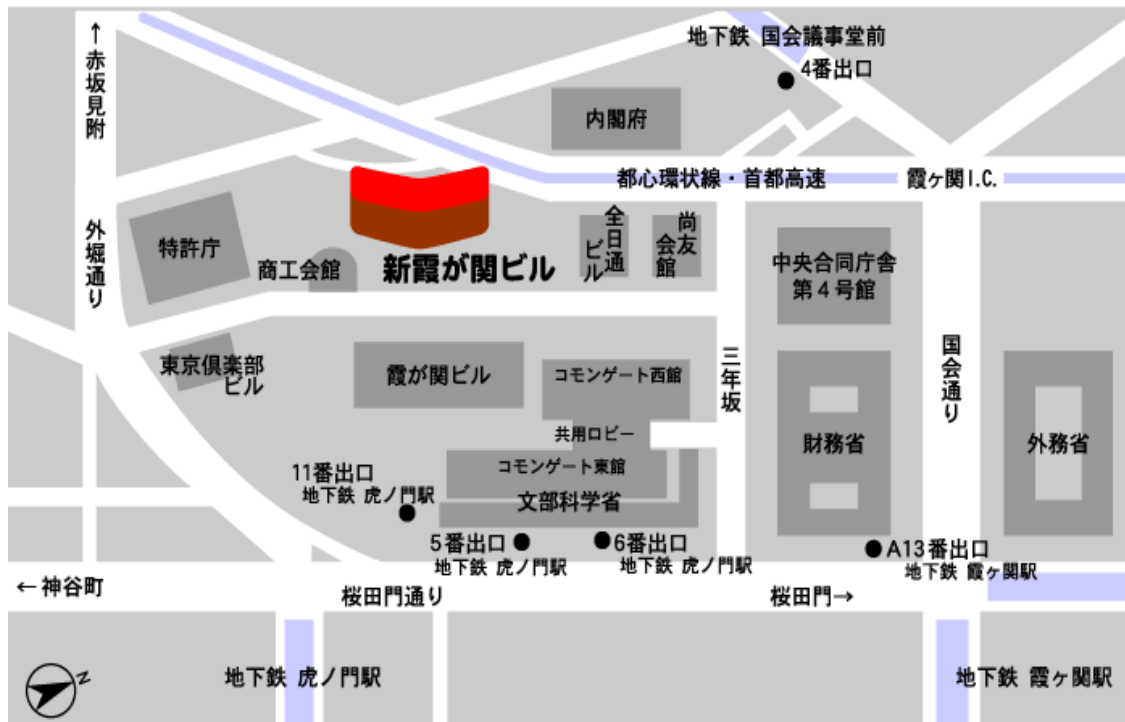 地下鉄 国会議事堂前
4番出口
←赤坂見附
内閣府
都心環状線・首都高速
霞ヶ関I.C.
外堀通り
特許庁
商工会館
新霞が関ビル
全日通
ビル
尚友
会館
中央合同庁舎
第4号館
東京倶楽部
ビル
霞が関ビル
コモンゲート西館
三年坂
国会通り
共用ロビー
財務省
外務省
コモンゲート東館
文部科学省
11番出口
地下鉄 虎ノ門駅
5番出口
地下鉄 虎ノ門駅
6番出口
地下鉄 虎ノ門駅
A13番出口
地下鉄 霞ヶ関駅
←神谷町
桜田門通り
桜田門→
地下鉄 虎ノ門駅
地下鉄 霞ヶ関駅
N